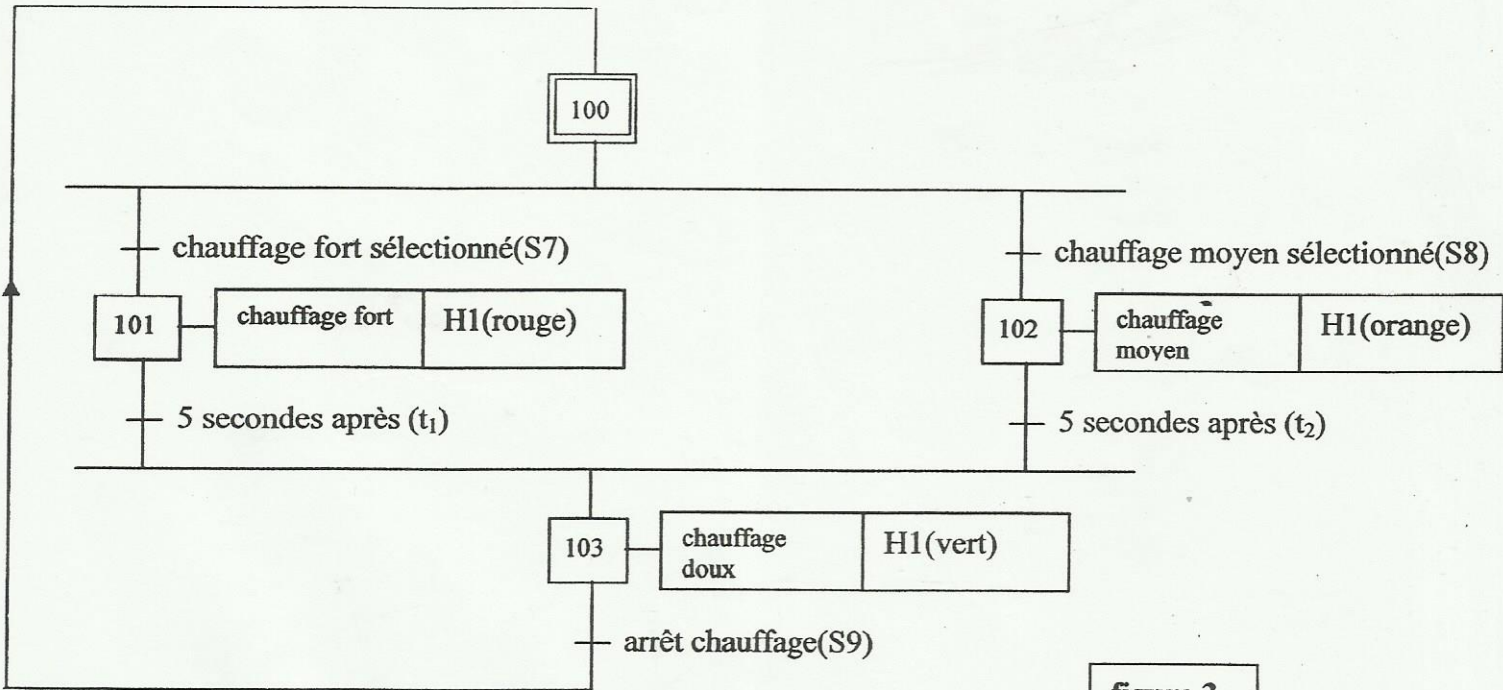 100
chauffage fort sélectionné(S7)
chauffage moyen sélectionné(S8)
101
chauffage fort
H1(rouge)
102
chauffage
moyen
H1(orange)
5 secondes après (t₁)
5 secondes après (t₂)
103
chauffage
doux
H1(vert)
arrêt chauffage(S9)